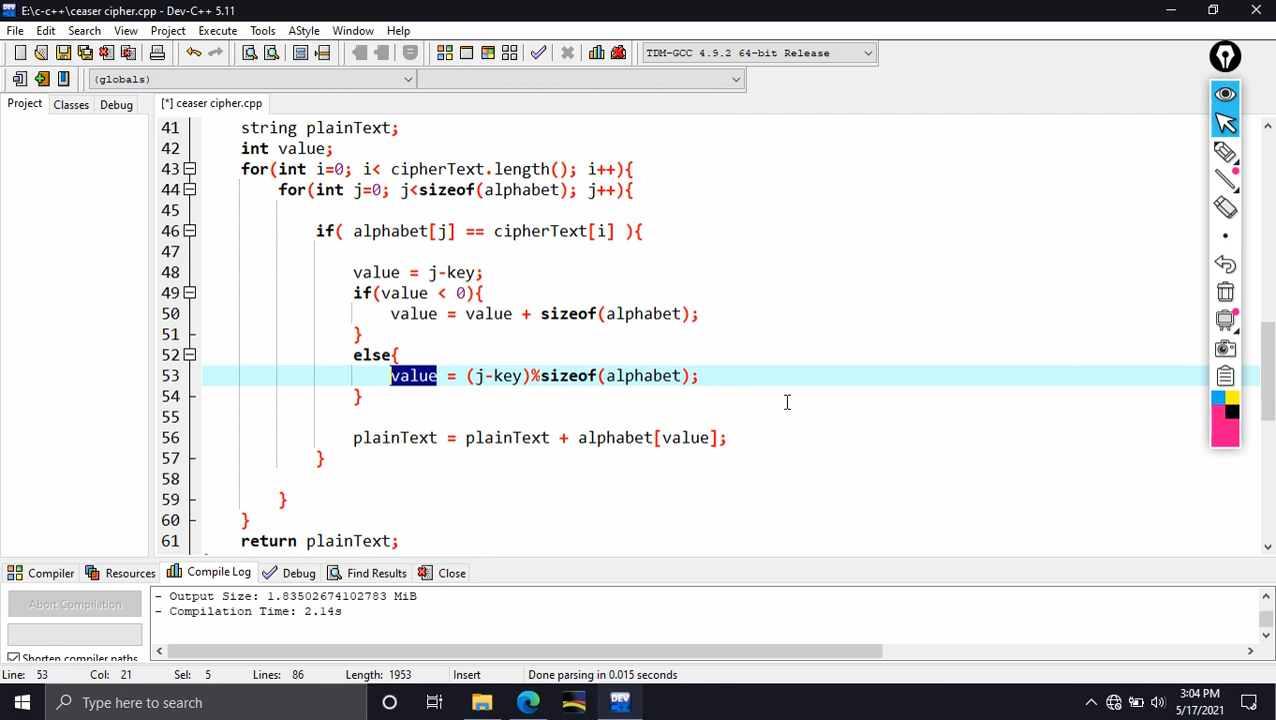 E:\c-c++\ceaser cipher.cpp - Dev-C++ 5.11
File Edit Search View Project Execute Tools AStyle Window Help
TDM-GCC 4.9.2 64-bit Release
(globals)
Project Classes Debug
[*] ceaser cipher.cpp
41 string plainText;
42 int value;
43 for(int i=0; i< cipherText.length(); i++){
44 for(int j=0; j<sizeof(alphabet); j++){
45
46 if( alphabet[j] == cipherText[i] ){
47
48 value = j-key;
49 if(value < 0){
50 value = value + sizeof(alphabet);
51 }
52 else{
53 value = (j-key)%sizeof(alphabet);
54 }
55
56 plainText = plainText + alphabet[value];
57 }
58
59 }
60 }
61 return plainText;
Compiler Resources Compile Log Debug Find Results Close
Abort Compilation
- Output Size: 1.83502674102783 MiB
- Compilation Time: 2.14s
Shorten compiler paths
Line: 53 Col: 21 Sel: 5 Lines: 86 Length: 1953 Insert Done parsing in 0.015 seconds
Type here to search
DEV
3:04 PM
5/17/2021